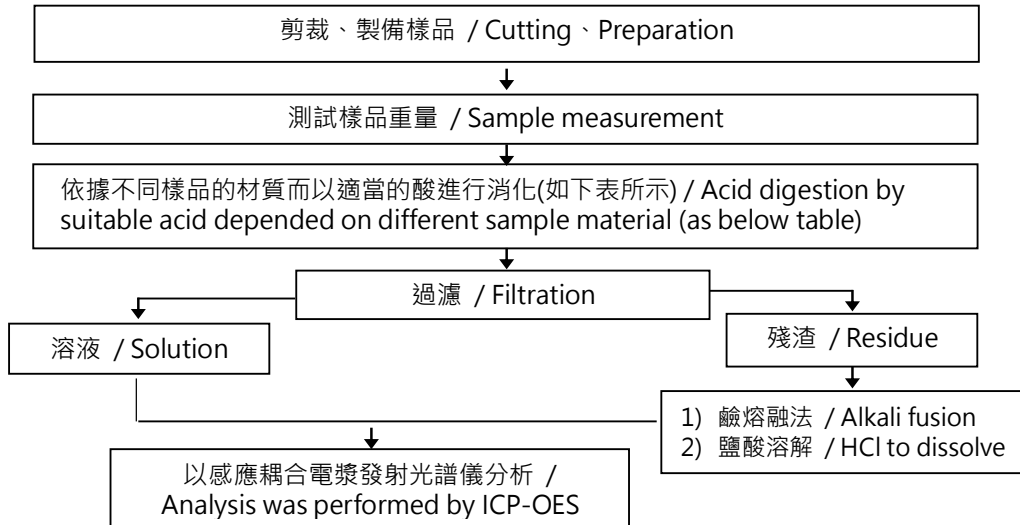 剪裁、製備樣品 / Cutting、Preparation
測試樣品重量 / Sample measurement
依據不同樣品的材質而以適當的酸進行消化(如下表所示) / Acid digestion by
suitable acid depended on different sample material (as below table)
過濾 / Filtration
溶液 / Solution
殘渣 / Residue
1) 鹼熔融法 / Alkali fusion
2) 鹽酸溶解 / HCl to dissolve
以感應耦合電漿發射光譜儀分析 /
Analysis was performed by ICP-OES